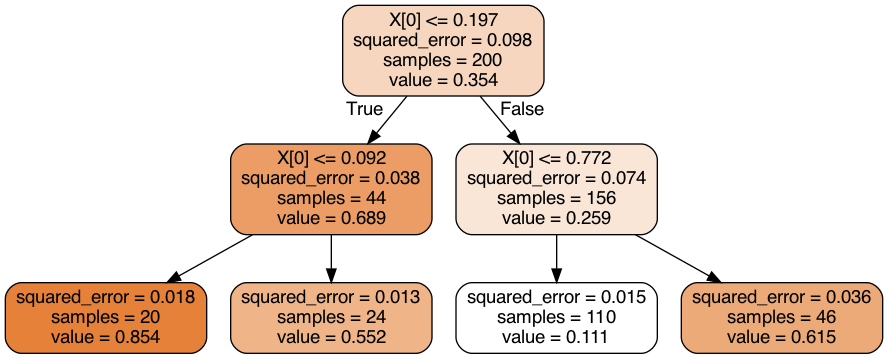 X[0] <= 0.197
squared_error = 0.098
samples = 200
value = 0.354
True
False
X[0] <= 0.092
squared_error = 0.038
samples = 44
value = 0.689
X[0] <= 0.772
squared_error = 0.074
samples = 156
value = 0.259
squared_error = 0.018
samples = 20
value = 0.854
squared_error = 0.013
samples = 24
value = 0.552
squared_error = 0.015
samples = 110
value = 0.111
squared_error = 0.036
samples = 46
value = 0.615